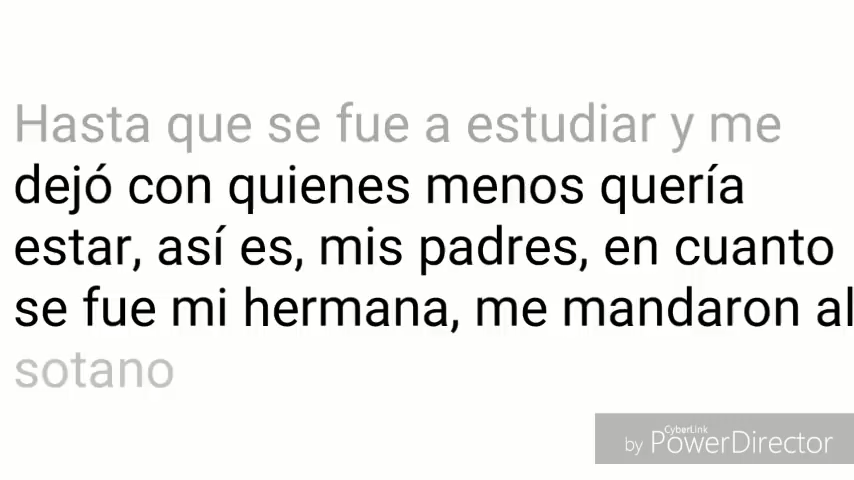 Hasta que se fue a estudiar y me
dejó con quienes menos quería
estar, así es, mis padres, en cuanto
se fue mi hermana, me mandaron al
sotano
by CyberLink PowerDirector